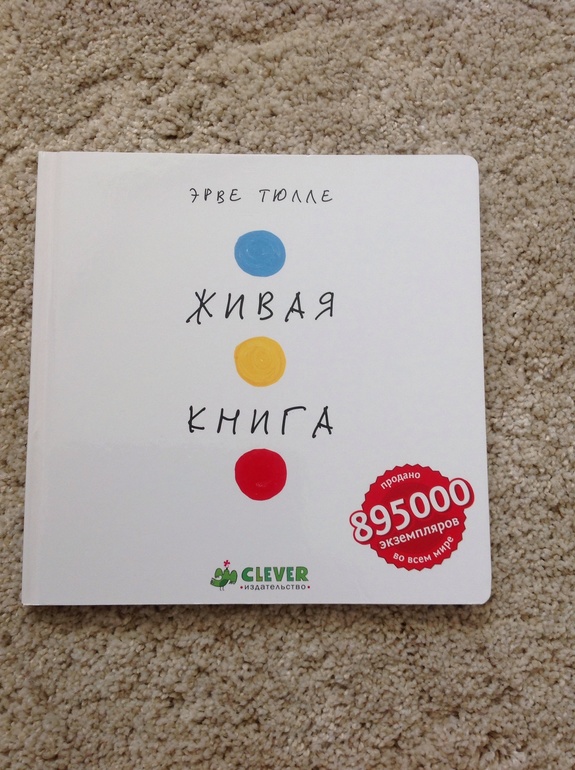 ЭРВЕ ТЮЛЛЕ
ЖИВАЯ
КНИГА
продано
895000
экземпляров
во всем мире
CLEVER
•ИЗДАТЕЛЬСТВО•